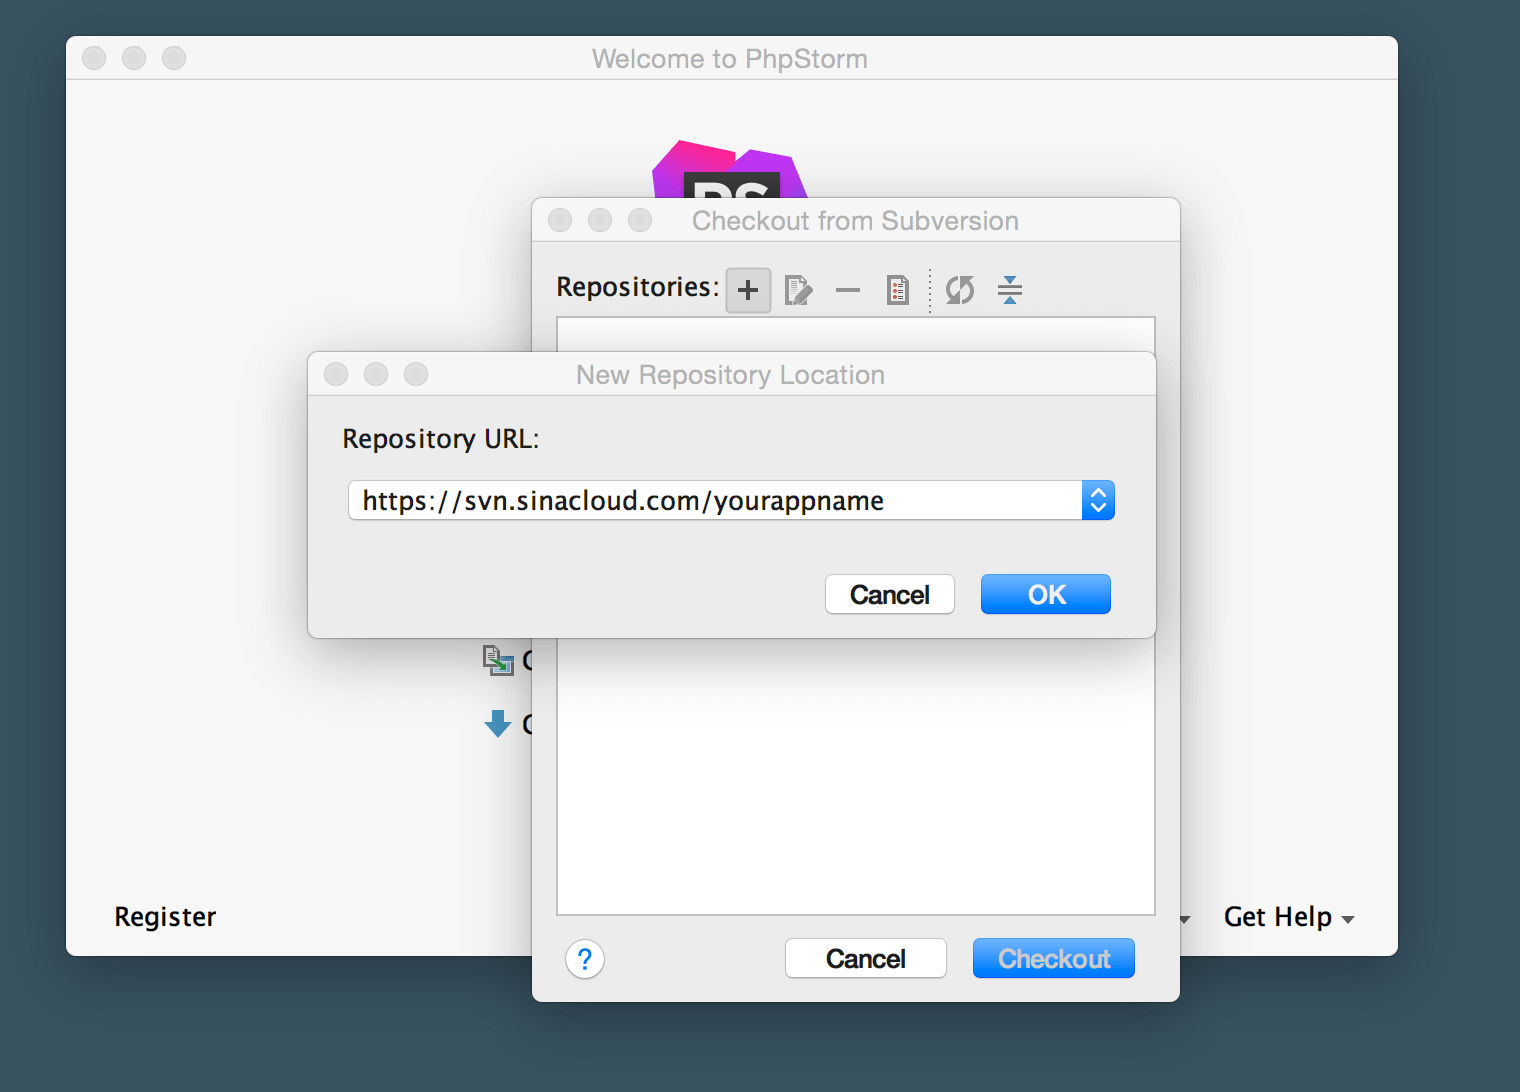 Welcome to PhpStorm
Checkout from Subversion
Repositories:
New Repository Location
Repository URL:
https://svn.sinacloud.com/yourappname
Cancel
OK
Register
Get Help
?
Cancel
Checkout